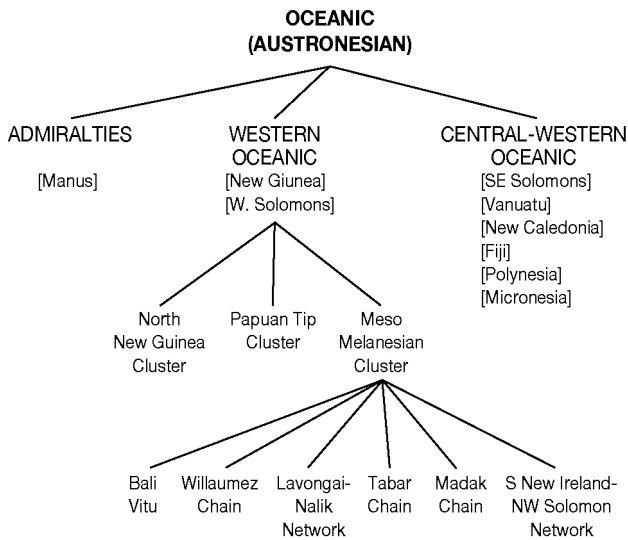 OCEANIC
(AUSTRONESIAN)
ADMIRALTIES
[Manus]
WESTERN
OCEANIC
[New Giunea]
[W. Solomons]
CENTRAL-WESTERN
OCEANIC
[SE Solomons]
[Vanuatu]
[New Caledonia]
[Fiji]
[Polynesia]
[Micronesia]
North
New Guinea
Cluster
Papuan Tip
Cluster
Meso
Melanesian
Cluster
Bali
Vitu
Willaumez
Chain
Lavongai-
Nalik
Network
Tabar
Chain
Madak
Chain
S New Ireland-
NW Solomon
Network